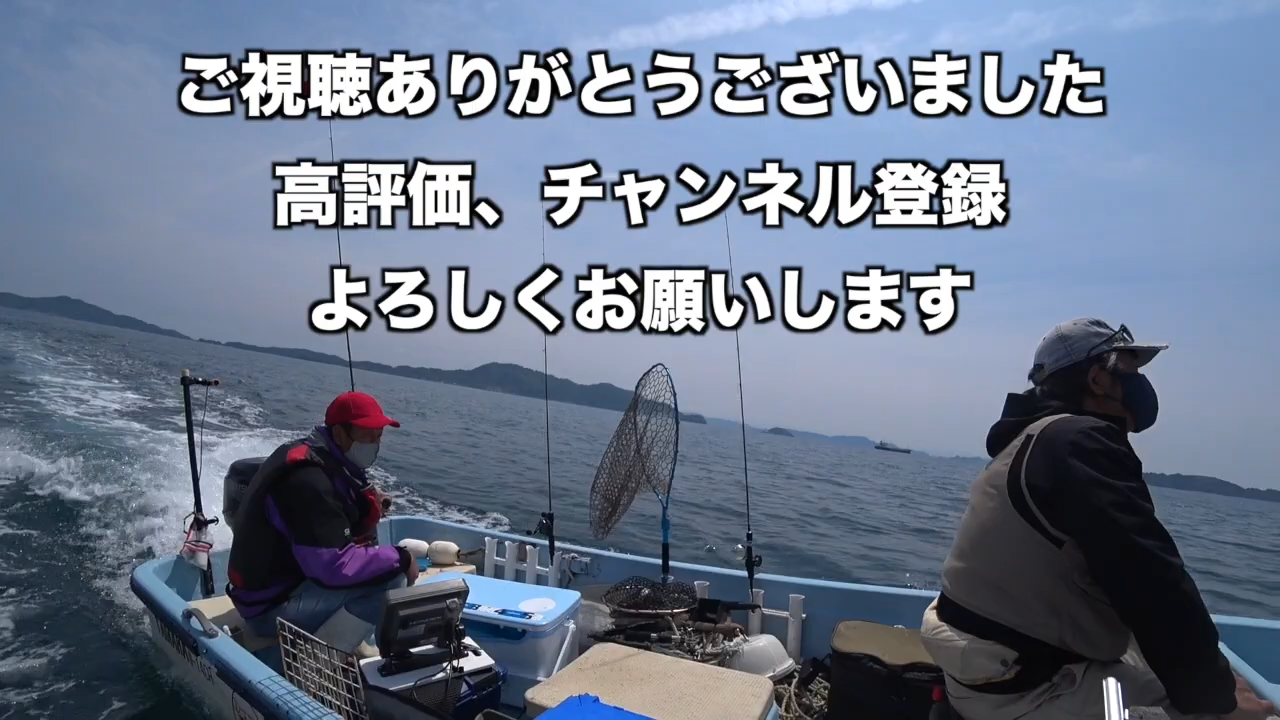 ご視聴ありがとうございました
高評価、チャンネル登録
よろしくお願いします